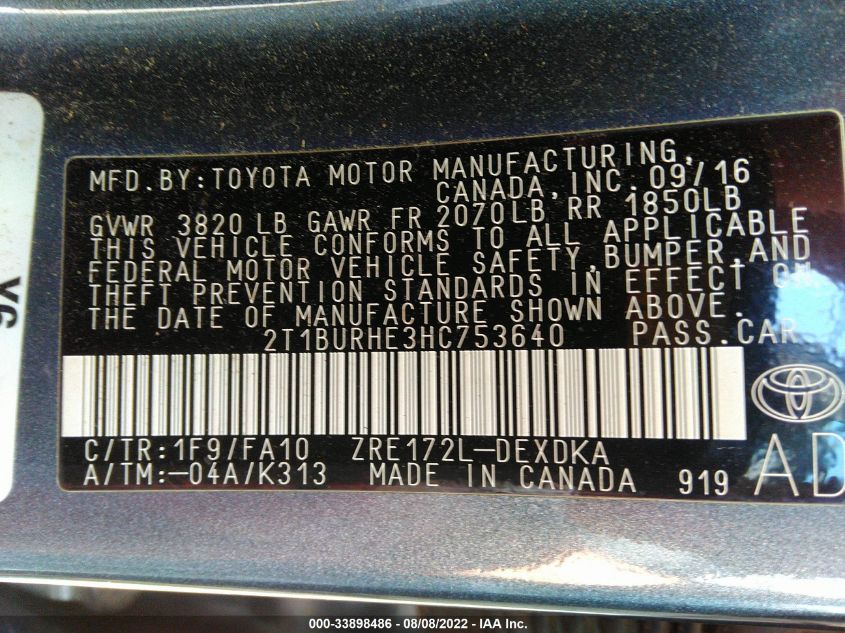 MFD.BY:TOYOTA MOTOR MANUFACTURING,
CANADA,INC. 09/16
GVWR 3820 LB GAWR FR 2070LB RR 1850LB
THIS VEHICLE CONFORMS TO ALL APPLICABLE
FEDERAL MOTOR VEHICLE SAFETY,BUMPER,AND
THEFT PREVENTION STANDARDS IN EFFECT ON
THE DATE OF MANUFACTURE SHOWN ABOVE.
2T1BURHE3HC753640 PASS.CAR
C/TR:1F9/FA10 ZRE172L-DEXDKA
A/TM:-04A/K313 MADE IN CANADA 919
AD
000-33898486 - 08/08/2022 - IAA Inc.